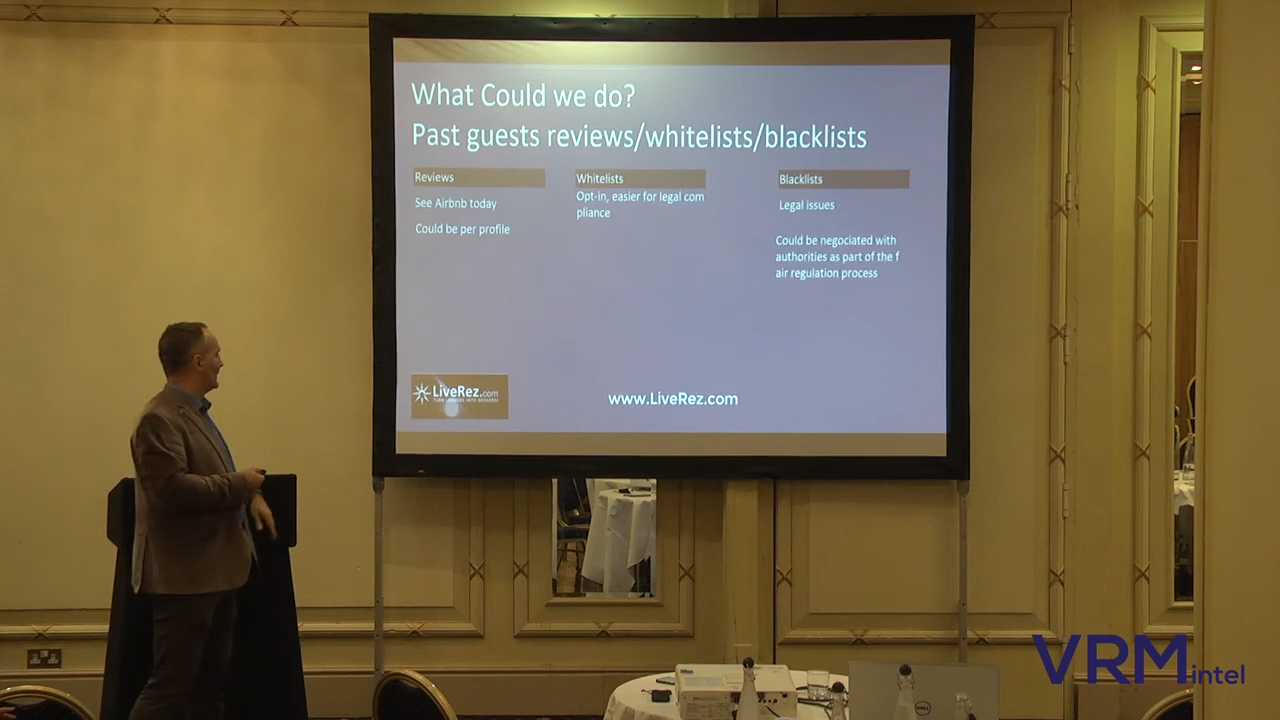 What Could we do?
Past guests reviews/whitelists/blacklists
Reviews
See Airbnb today
Could be per profile
Whitelists
Opt-in, easier for legal com
pliance
Blacklists
Legal issues
Could be negociated with
authorities as part of the f
air regulation process
LiveRez.com
www.LiveRez.com
DELL
VRMintel